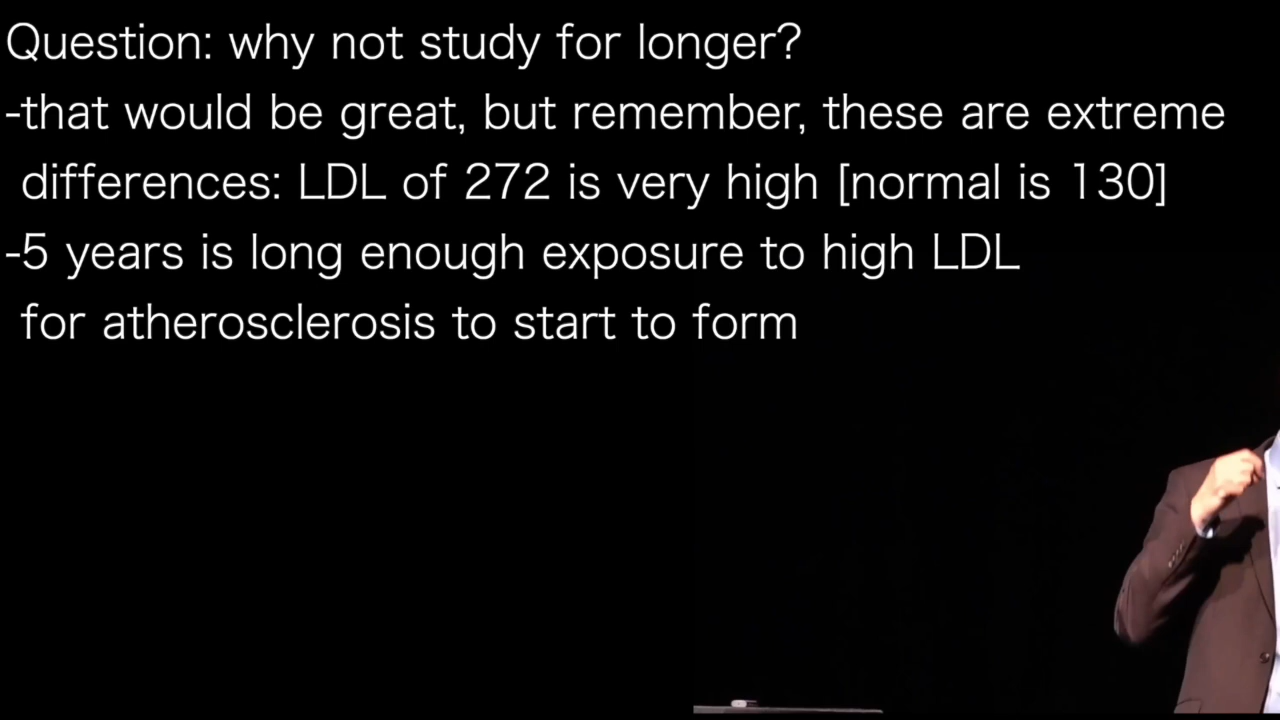 Question: why not study for longer?
-that would be great, but remember, these are extreme
differences: LDL of 272 is very high [normal is 130]
-5 years is long enough exposure to high LDL
for atherosclerosis to start to form